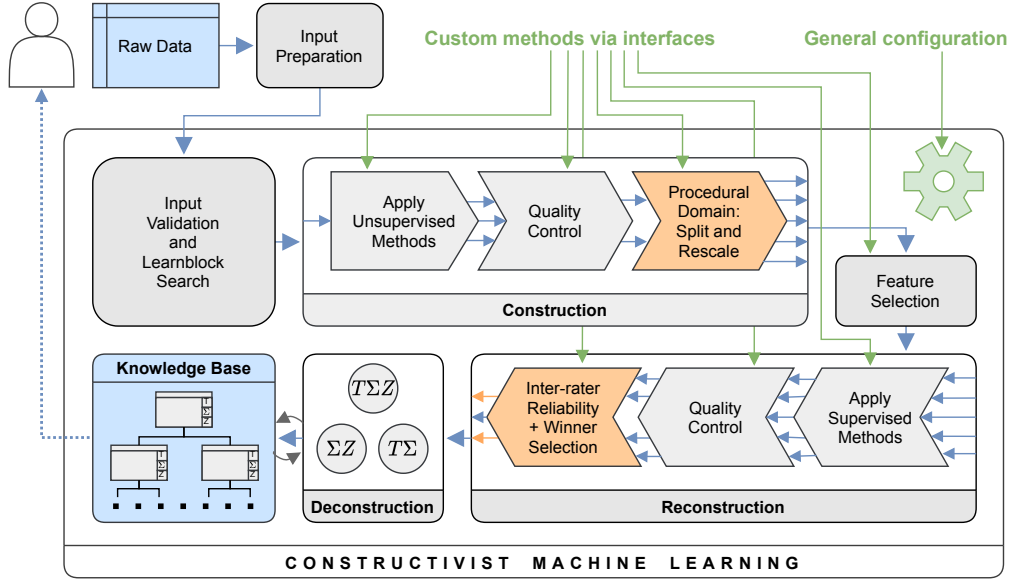 Raw Data
Input
Preparation
Custom methods via interfaces
General configuration
Input
Validation
and
Learnblock
Search
Apply
Unsupervised
Methods
Quality
Control
Procedural
Domain:
Split and
Rescale
Construction
Feature
Selection
Knowledge Base
T
Σ
Z
T
Σ
Z
T
Σ
Z
TΣZ
ΣZ
TΣ
Deconstruction
Inter-rater
Reliability
+ Winner
Selection
Quality
Control
Apply
Supervised
Methods
Reconstruction
CONSTRUCTIVIST MACHINE LEARNING